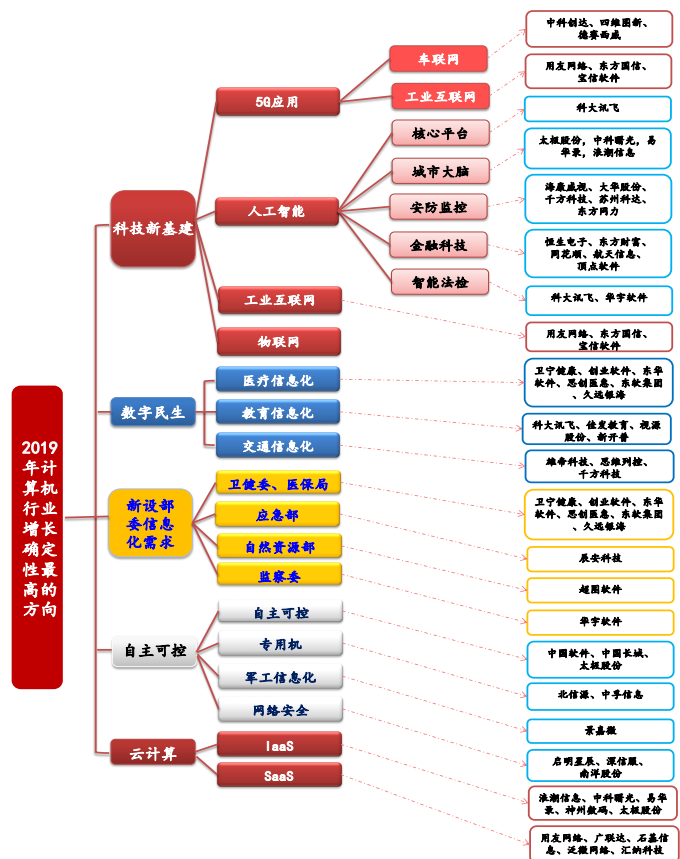 2019
年计
算机
行业
增长
确定
性最
高的
方向
科技新基建
5G应用
车联网
中科创达、四维图新、
德赛西威
工业互联网
用友网络、东方国信、
宝信软件
人工智能
核心平台
科大讯飞
城市大脑
太极股份，中科曙光，易
华录，浪潮信息
安防监控
海康威视、大华股份、
千方科技、苏州科达、
东方网力
金融科技
恒生电子、东方财富、
同花顺、航天信息、
顶点软件
智能法检
科大讯飞、华宇软件
工业互联网
用友网络、东方国信、
宝信软件
物联网
数字民生
医疗信息化
卫宁健康、创业软件、东华
软件、思创医惠、东软集团
、久远银海
教育信息化
科大讯飞、佳发教育、视源
股份、新开普
交通信息化
雄帝科技、思维列控、
千方科技
新设部
委信息
化需求
卫健委、医保局
卫宁健康、创业软件、东华
软件、思创医惠、东软集团
、久远银海
应急部
辰安科技
自然资源部
超图软件
监察委
华宇软件
自主可控
自主可控
中国软件、中国长城、
太极股份
专用机
北信源、中孚信息
军工信息化
景嘉微
网络安全
启明星辰、深信服、
南洋股份
云计算
IaaS
浪潮信息、中科曙光、易华
录、神州数码、太极股份
SaaS
用友网络、广联达、石基信
息、泛微网络、汇纳科技